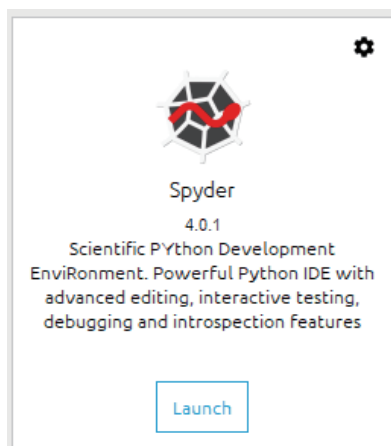 Spyder
4.0.1
Scientific PYthon Development
EnviRonment. Powerful Python IDE with
advanced editing, interactive testing,
debugging and introspection features
Launch